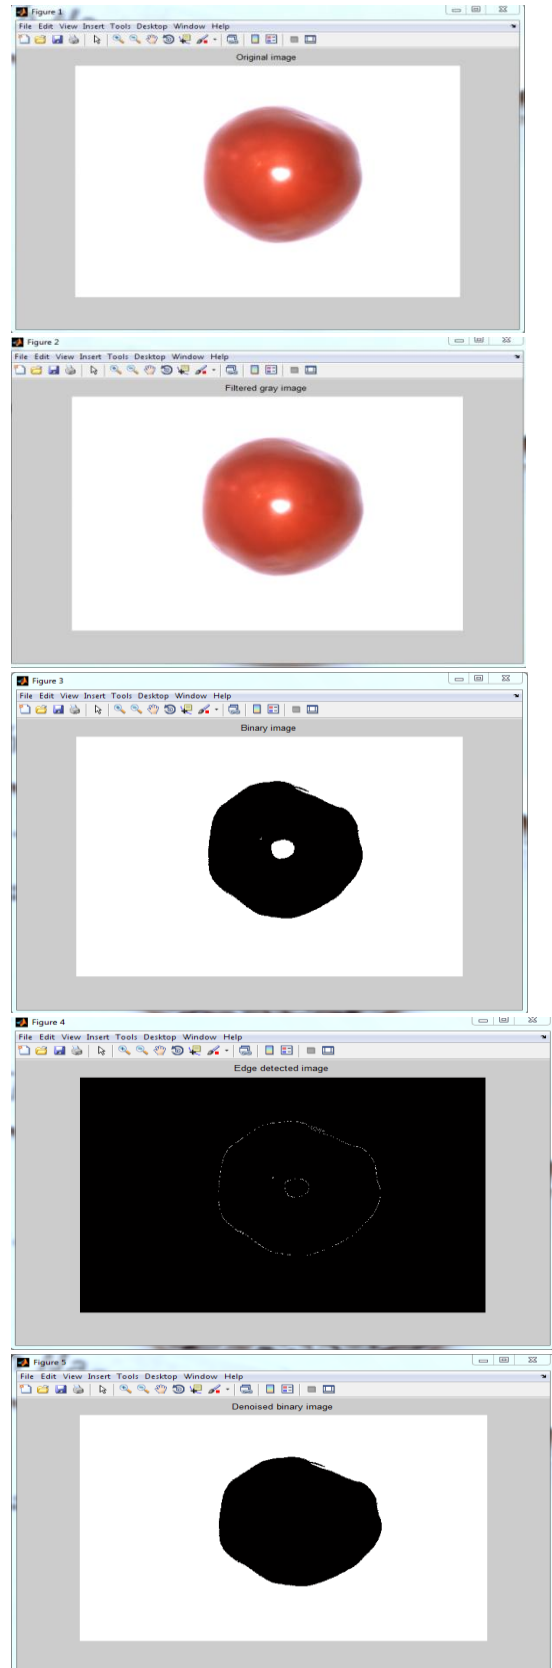 Figure 1
File Edit View Insert Tools Desktop Window Help
Original image
Figure 2
File Edit View Insert Tools Desktop Window Help
Filtered gray image
Figure 3
File Edit View Insert Tools Desktop Window Help
Binary image
Figure 4
File Edit View Insert Tools Desktop Window Help
Edge detected image
Figure 5
File Edit View Insert Tools Desktop Window Help
Denoised binary image